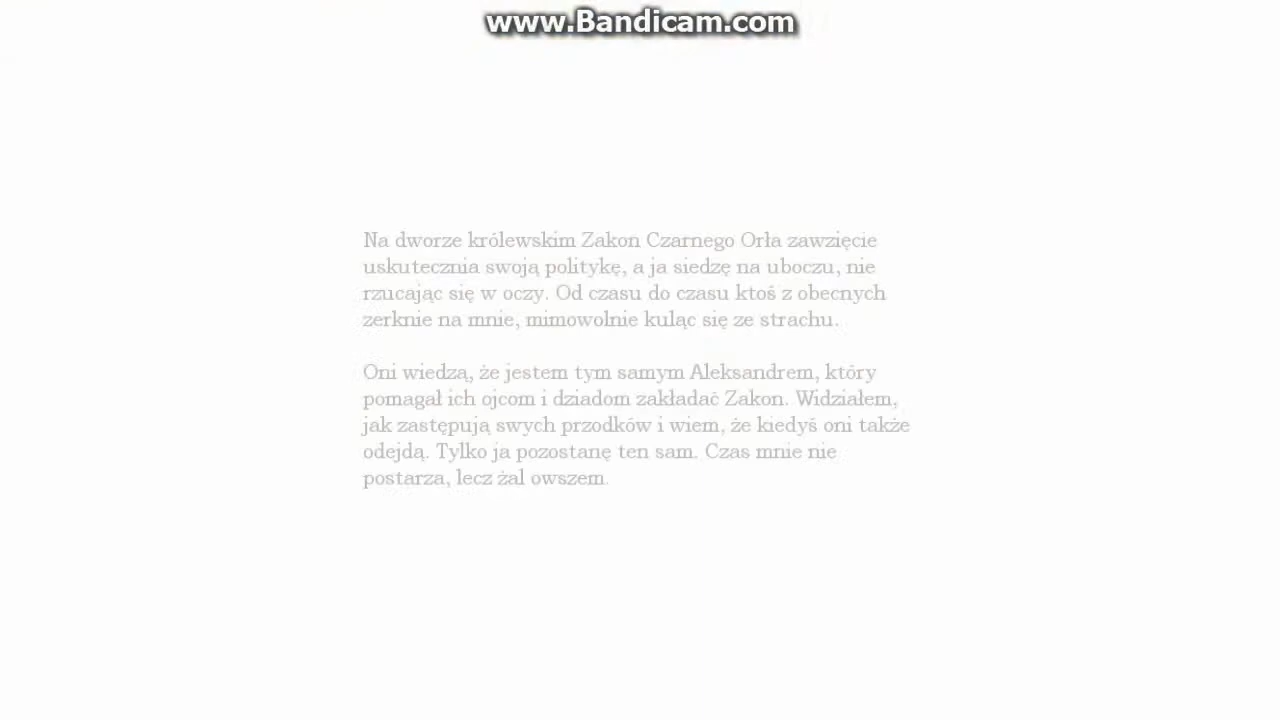 www.Bandicam.com
Na dworze królewskim Zakon Czarnego Orła zawzięcie
uskutecznia swoją politykę, a ja siedzę na uboczu, nie
rzucając się w oczy. Od czasu do czasu ktoś z obecnych
zerknie na mnie, mimowolnie kuląc się ze strachu.
Oni wiedzą, że jestem tym samym Aleksandrem, który
pomagał ich ojcom i dziadom zakładać Zakon. Widziałem,
jak zastępują swych przodków i wiem, że kiedyś oni także
odejdą. Tylko ja pozostanę ten sam. Czas mnie nie
postarza, lecz żal owszem.